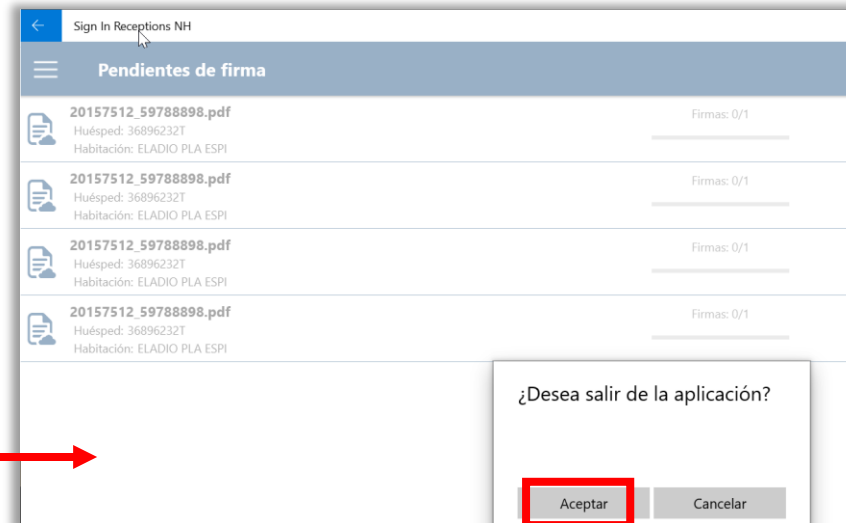 Sign In Receptions NH
Pendientes de firma
20157512_59788898.pdf
Firmas: 0/1
Huésped: 36896232T
Habitación: ELADIO PLA ESPI
20157512_59788898.pdf
Firmas: 0/1
Huésped: 36896232T
Habitación: ELADIO PLA ESPI
20157512_59788898.pdf
Firmas: 0/1
Huésped: 36896232T
Habitación: ELADIO PLA ESPI
20157512_59788898.pdf
Firmas: 0/1
Huésped: 36896232T
Habitación: ELADIO PLA ESPI
¿Desea salir de la aplicación?
Aceptar
Cancelar